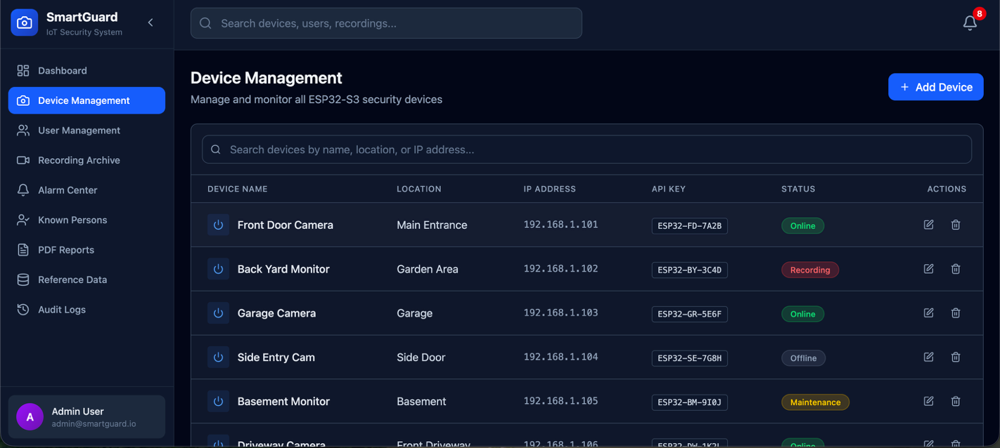 SmartGuard
IoT Security System
Search devices, users, recordings...
8
Dashboard
Device Management
User Management
Recording Archive
Alarm Center
Known Persons
PDF Reports
Reference Data
Audit Logs
A
Admin User
admin@smartguard.io
Device Management
Manage and monitor all ESP32-S3 security devices
+ Add Device
Search devices by name, location, or IP address...
DEVICE NAME LOCATION IP ADDRESS API KEY STATUS ACTIONS
Front Door Camera Main Entrance 192.168.1.101 ESP32-FD-7A2B Online
Back Yard Monitor Garden Area 192.168.1.102 ESP32-BY-3C4D Recording
Garage Camera Garage 192.168.1.103 ESP32-GR-5E6F Online
Side Entry Cam Side Door 192.168.1.104 ESP32-SE-7G8H Offline
Basement Monitor Basement 192.168.1.105 ESP32-BM-9I0J Maintenance
Driveway Camera Front Driveway 192.168.1.106 ESP32-DW-1K2L Online